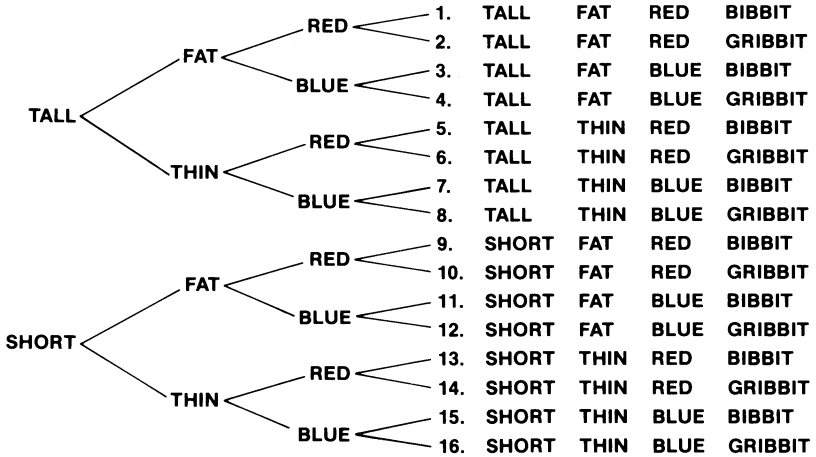 1. TALL FAT RED BIBBIT
RED
2. TALL FAT RED GRIBBIT
FAT
3. TALL FAT BLUE BIBBIT
BLUE
4. TALL FAT BLUE GRIBBIT
TALL
5. TALL THIN RED BIBBIT
RED
6. TALL THIN RED GRIBBIT
THIN
7. TALL THIN BLUE BIBBIT
BLUE
8. TALL THIN BLUE GRIBBIT
9. SHORT FAT RED BIBBIT
RED
10. SHORT FAT RED GRIBBIT
FAT
11. SHORT FAT BLUE BIBBIT
BLUE
12. SHORT FAT BLUE GRIBBIT
SHORT
13. SHORT THIN RED BIBBIT
RED
14. SHORT THIN RED GRIBBIT
THIN
15. SHORT THIN BLUE BIBBIT
BLUE
16. SHORT THIN BLUE GRIBBIT